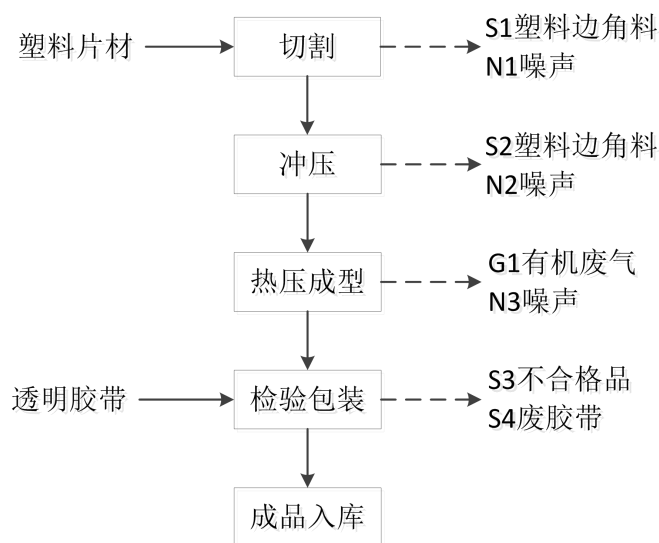 塑料片材
切割
S1塑料边角料
N1噪声
冲压
S2塑料边角料
N2噪声
热压成型
G1有机废气
N3噪声
透明胶带
检验包装
S3不合格品
S4废胶带
成品入库